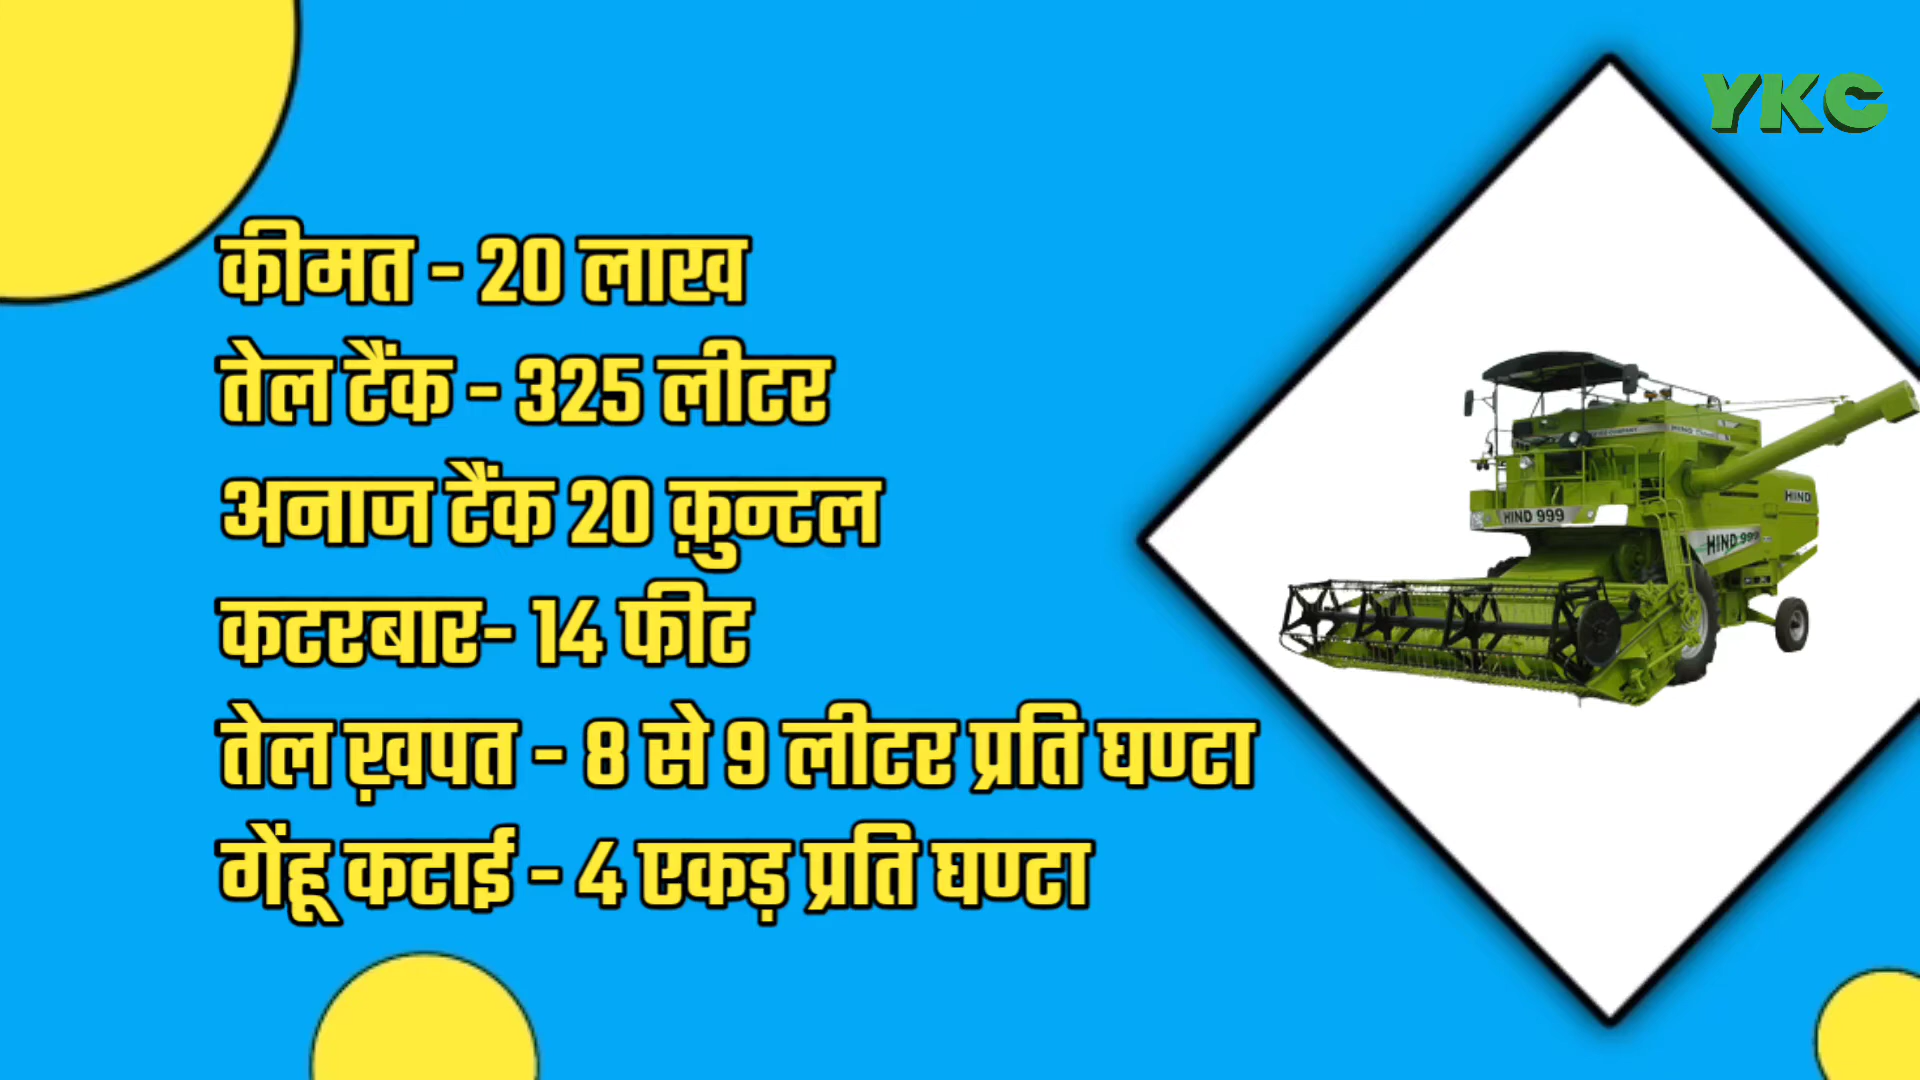 YKC
कीमत - 20 लाख
तेल टैंक - 325 लीटर
अनाज टैंक 20 क़ुन्टल
कटरबार- 14 फीट
तेल ख़पत - 8 से 9 लीटर प्रति घण्टा
गेंहू कटाई - 4 एकड़ प्रति घण्टा
HIND
HIND 999
HIND 999